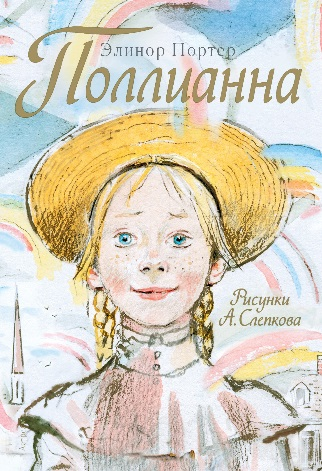 Элинор Портер
Поллианна
Рисунки
А. Слепкова